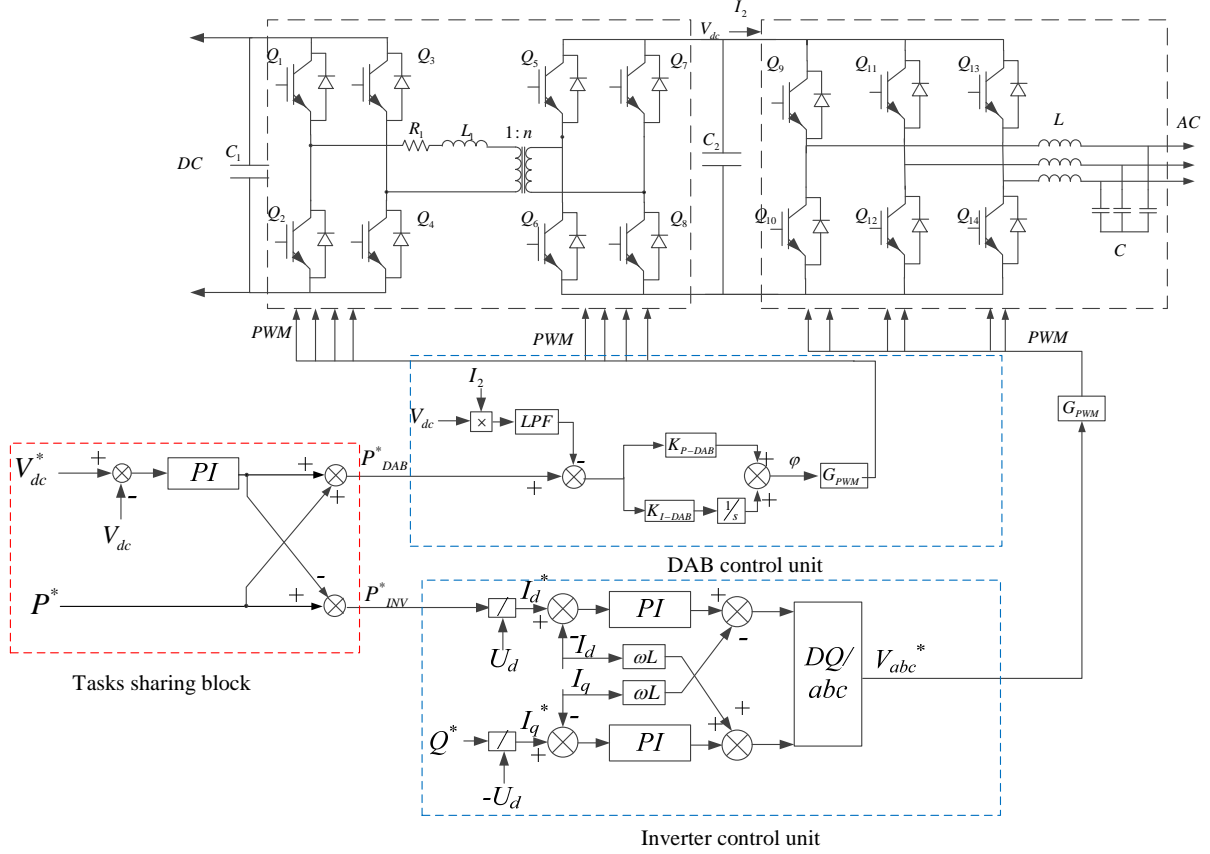 V_dc I_2
Q_1 Q_3 Q_5 Q_7 Q_9 Q_11 Q_13
R_1 L_1 1:n L AC
DC C_1 C_2
Q_2 Q_4 Q_6 Q_8 Q_10 Q_12 Q_14
C
PWM PWM PWM
I_2
V_dc × LPF G_PWM
K_P-DAB
V_dc^* + - PI + + P_DAB^* + - + + φ G_PWM
K_I-DAB 1/s
V_dc
DAB control unit
P^* + - P_INV^* / I_d^* + - PI + -
U_d I_d ωL
DQ/abc V_abc^*
I_q ωL
Tasks sharing block
Q^* / I_q^* + - PI + +
-U_d
Inverter control unit